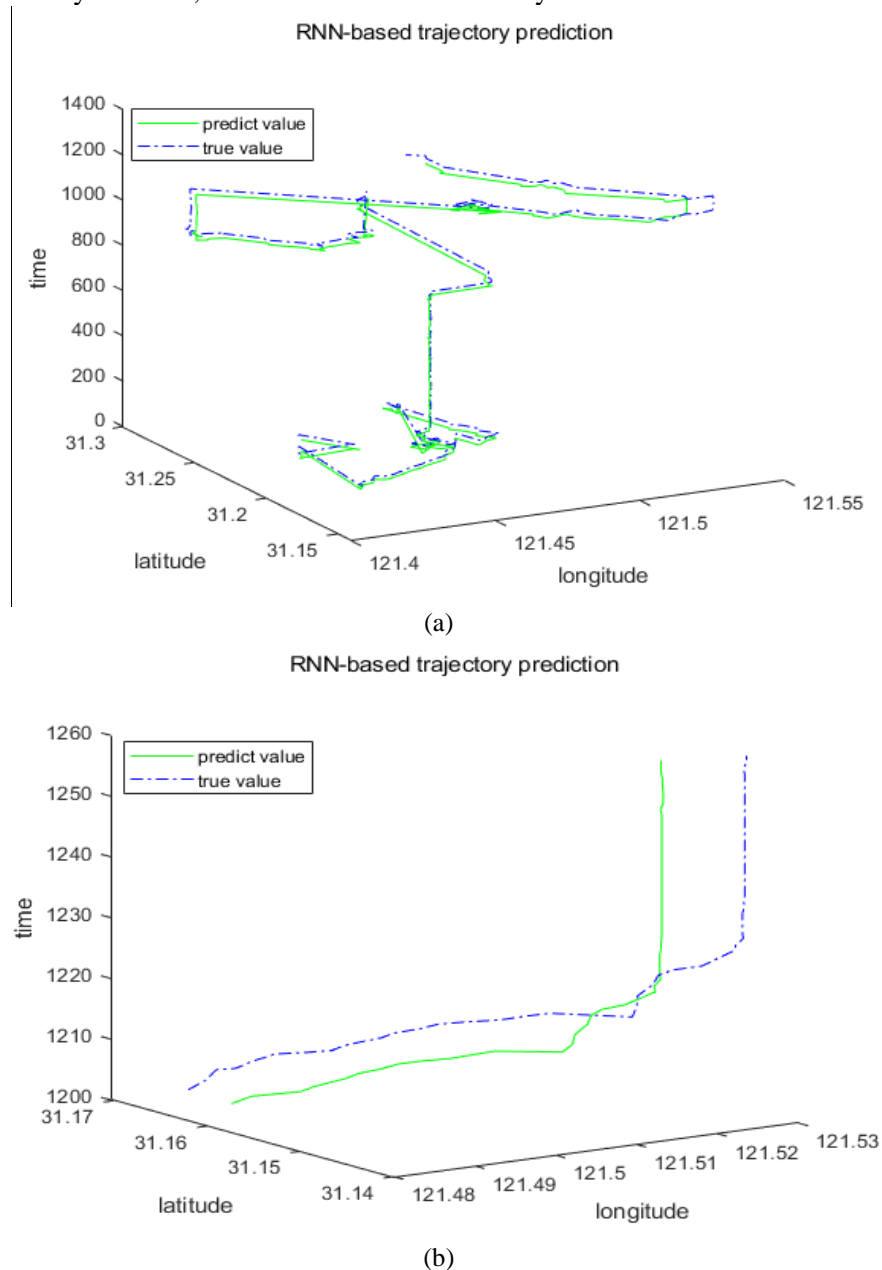 RNN-based trajectory prediction
1400
predict value
1200
true value
1000
800
time
600
400
200
0
31.3
31.25
31.2
31.15
latitude
121.4
121.45
121.5
121.55
longitude
(a)
RNN-based trajectory prediction
1260
predict value
1250
true value
1240
1230
time
1220
1210
1200
31.17
31.16
31.15
31.14
latitude
121.48
121.49
121.5
121.51
121.52
121.53
longitude
(b)